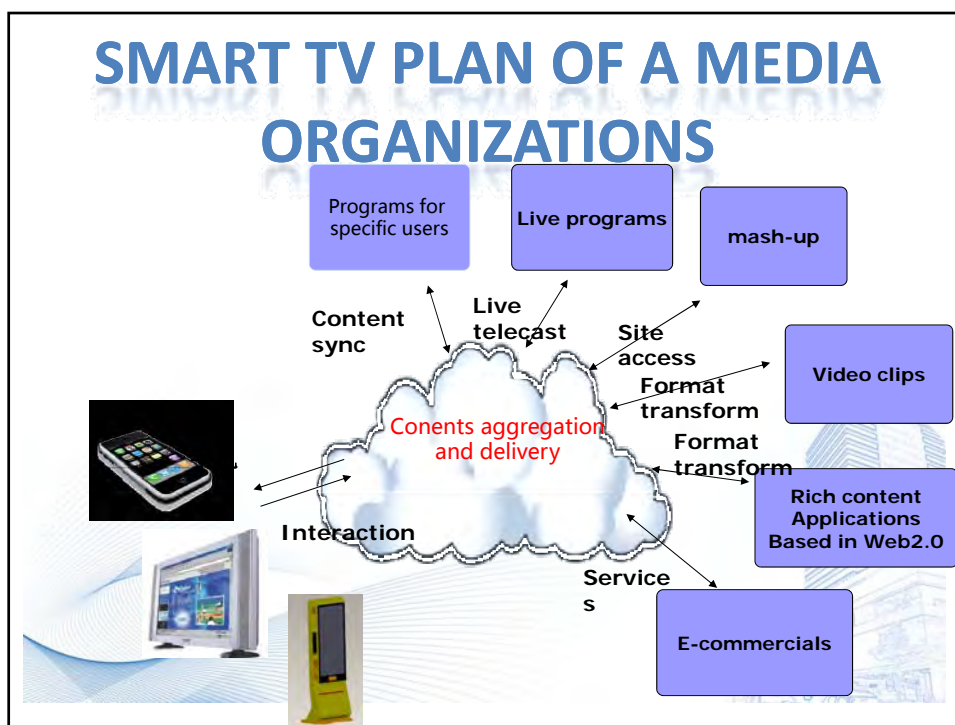 SMART TV PLAN OF A MEDIA
ORGANIZATIONS
Programs for
specific users
Live programs
mash-up
Content
sync
Live
telecast
Site
access
Format
transform
Video clips
Conents aggregation
and delivery
Format
transform
Rich content
Applications
Based in Web2.0
Interaction
Service
s
E-commercials